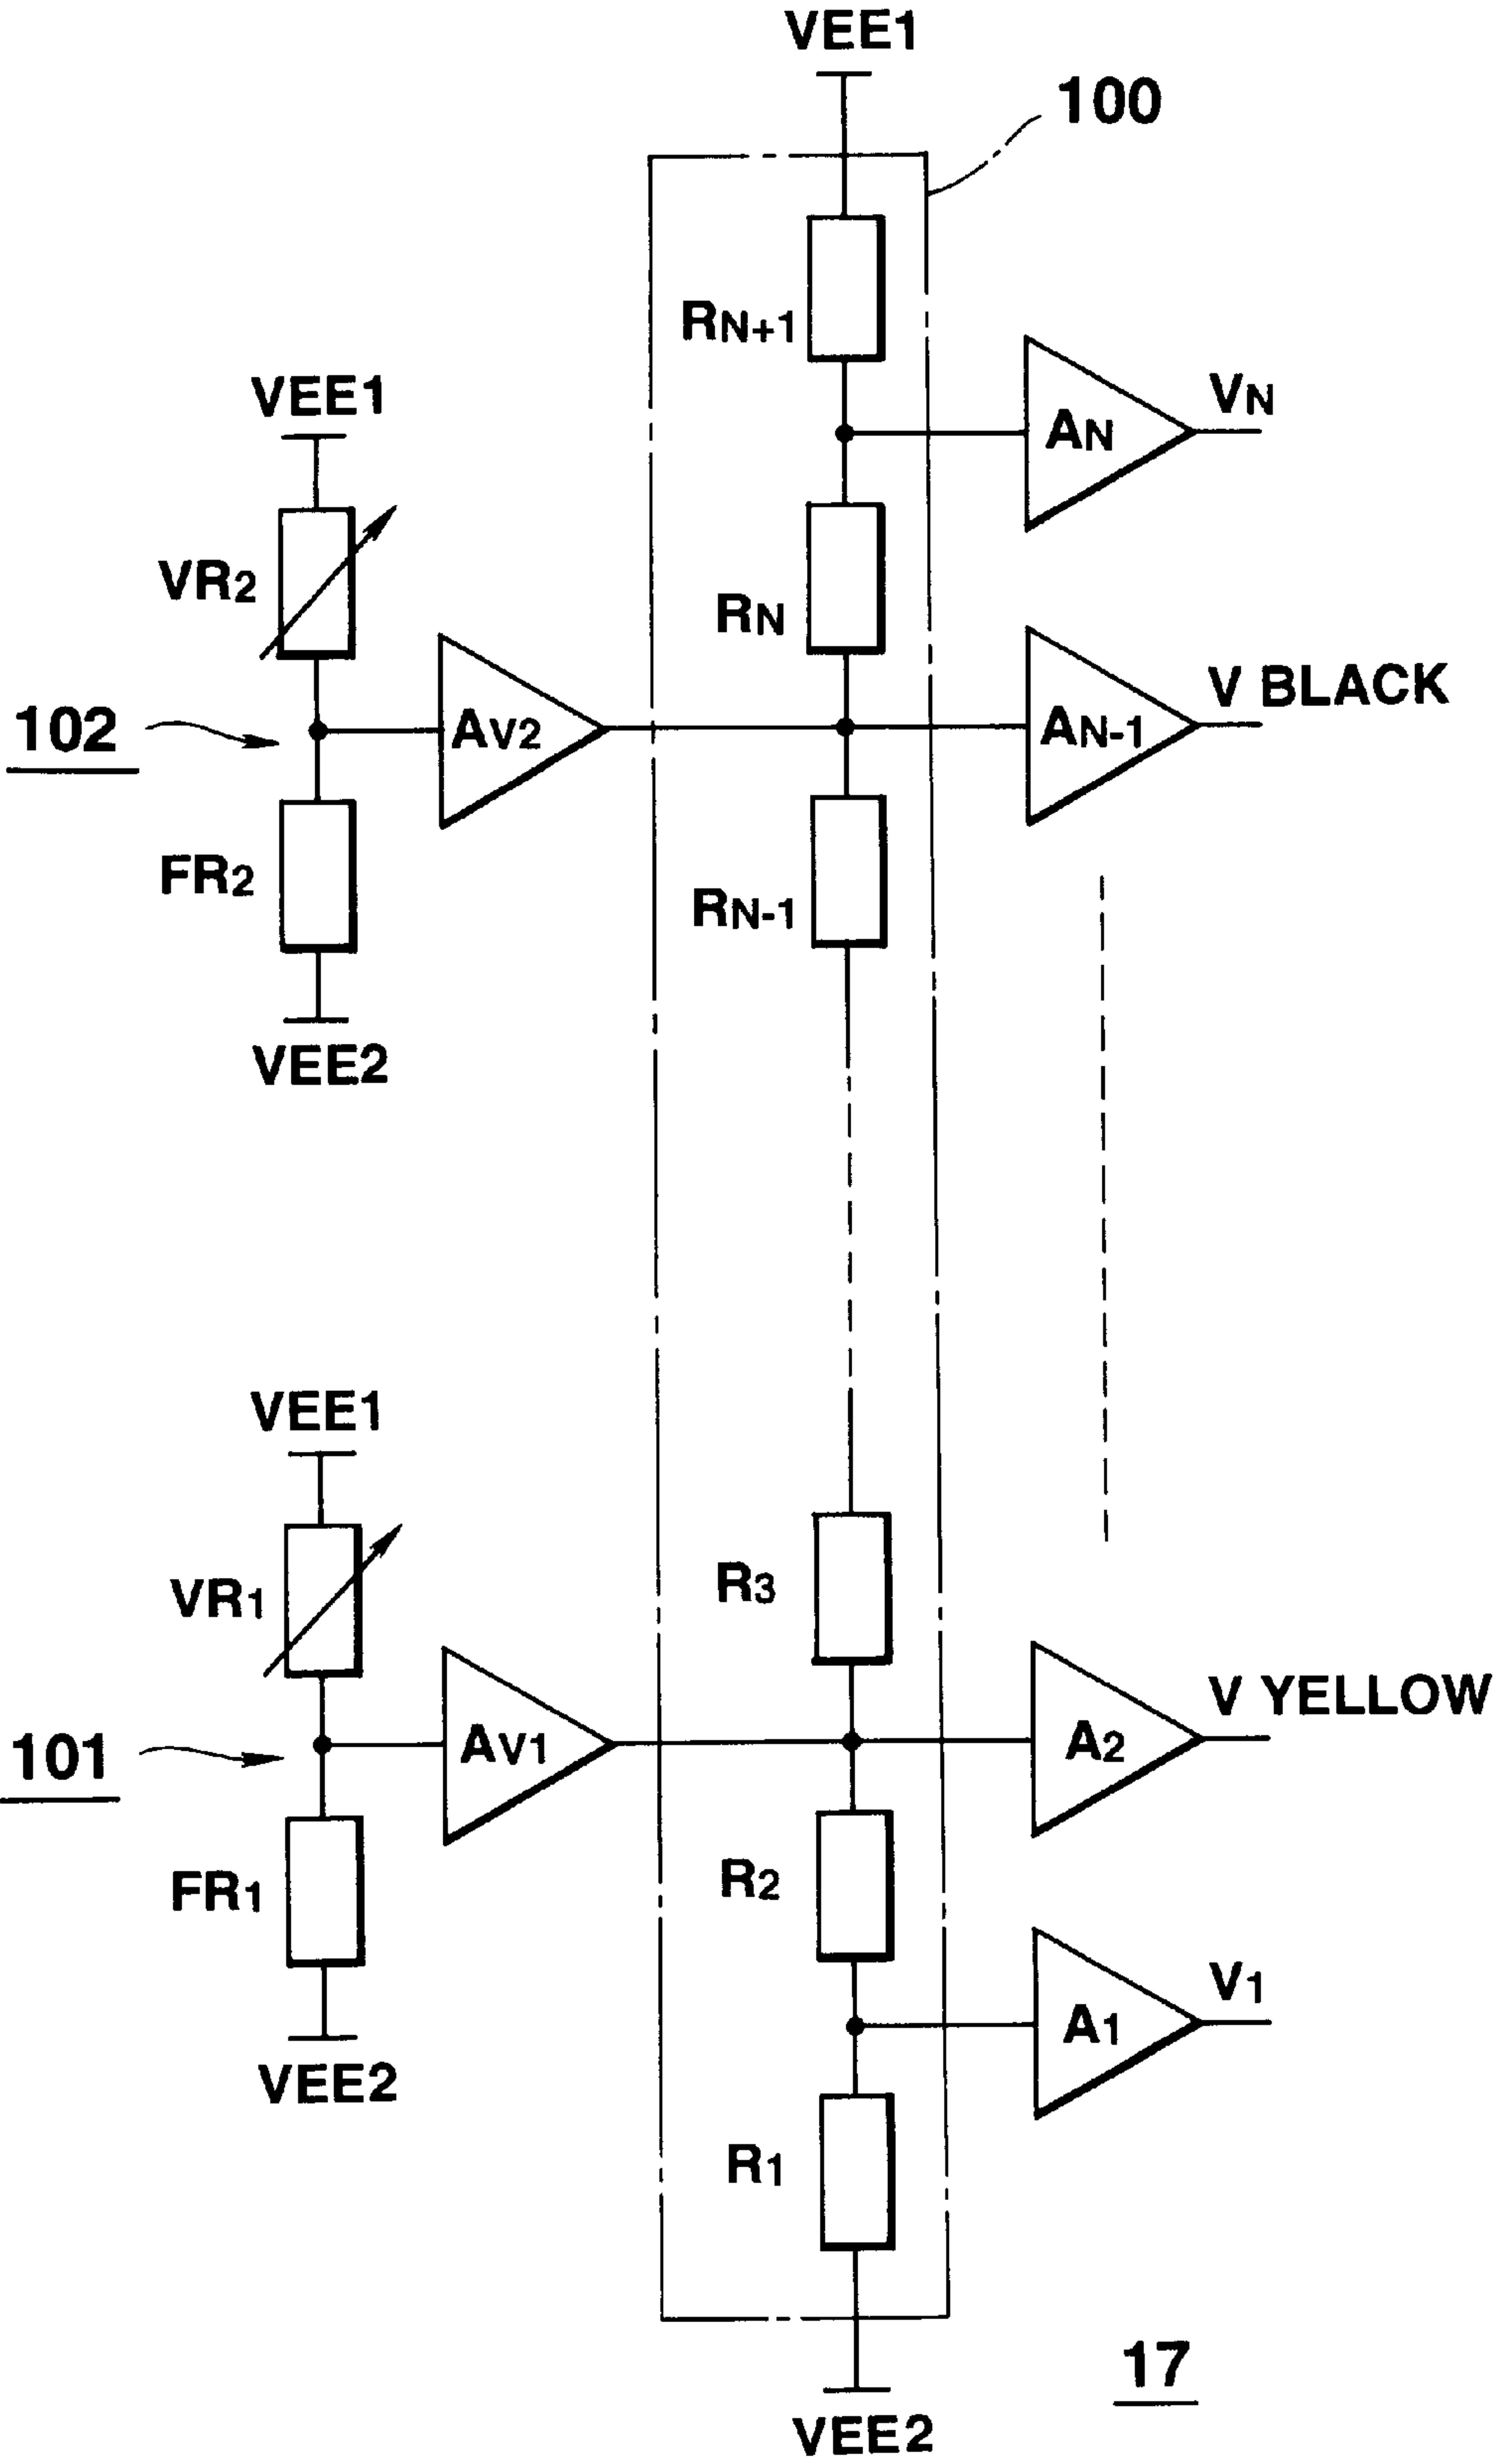 VEE1
100
RN+1
VEE1
AN
VN
VR2
RN
V BLACK
102
AV2
AN-1
FR2
RN-1
VEE2
VEE1
VR1
R3
V YELLOW
101
AV1
A2
FR1
R2
V1
A1
VEE2
R1
17
VEE2